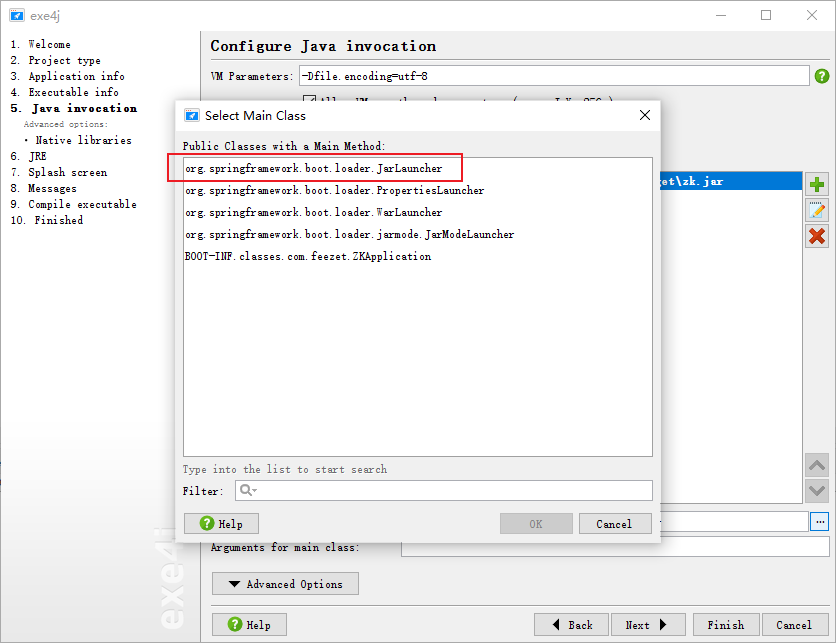 exe4j
1. Welcome
2. Project type
3. Application info
4. Executable info
5. Java invocation
Advanced options:
• Native libraries
6. JRE
7. Splash screen
8. Messages
9. Compile executable
10. Finished
exe4j
Configure Java invocation
VM Parameters: -Dfile.encoding=utf-8
Select Main Class
Public Classes with a Main Method:
org.springframework.boot.loader.JarLauncher
org.springframework.boot.loader.PropertiesLauncher
org.springframework.boot.loader.WarLauncher
org.springframework.boot.loader.jarmode.JarModeLauncher
BOOT-INF.classes.com.feezet.ZKApplication
Type into the list to start search
Filter:
Help
OK
Cancel
get\zk.jar
...
Arguments for main class:
Advanced Options
Help
Back
Next
Finish
Cancel